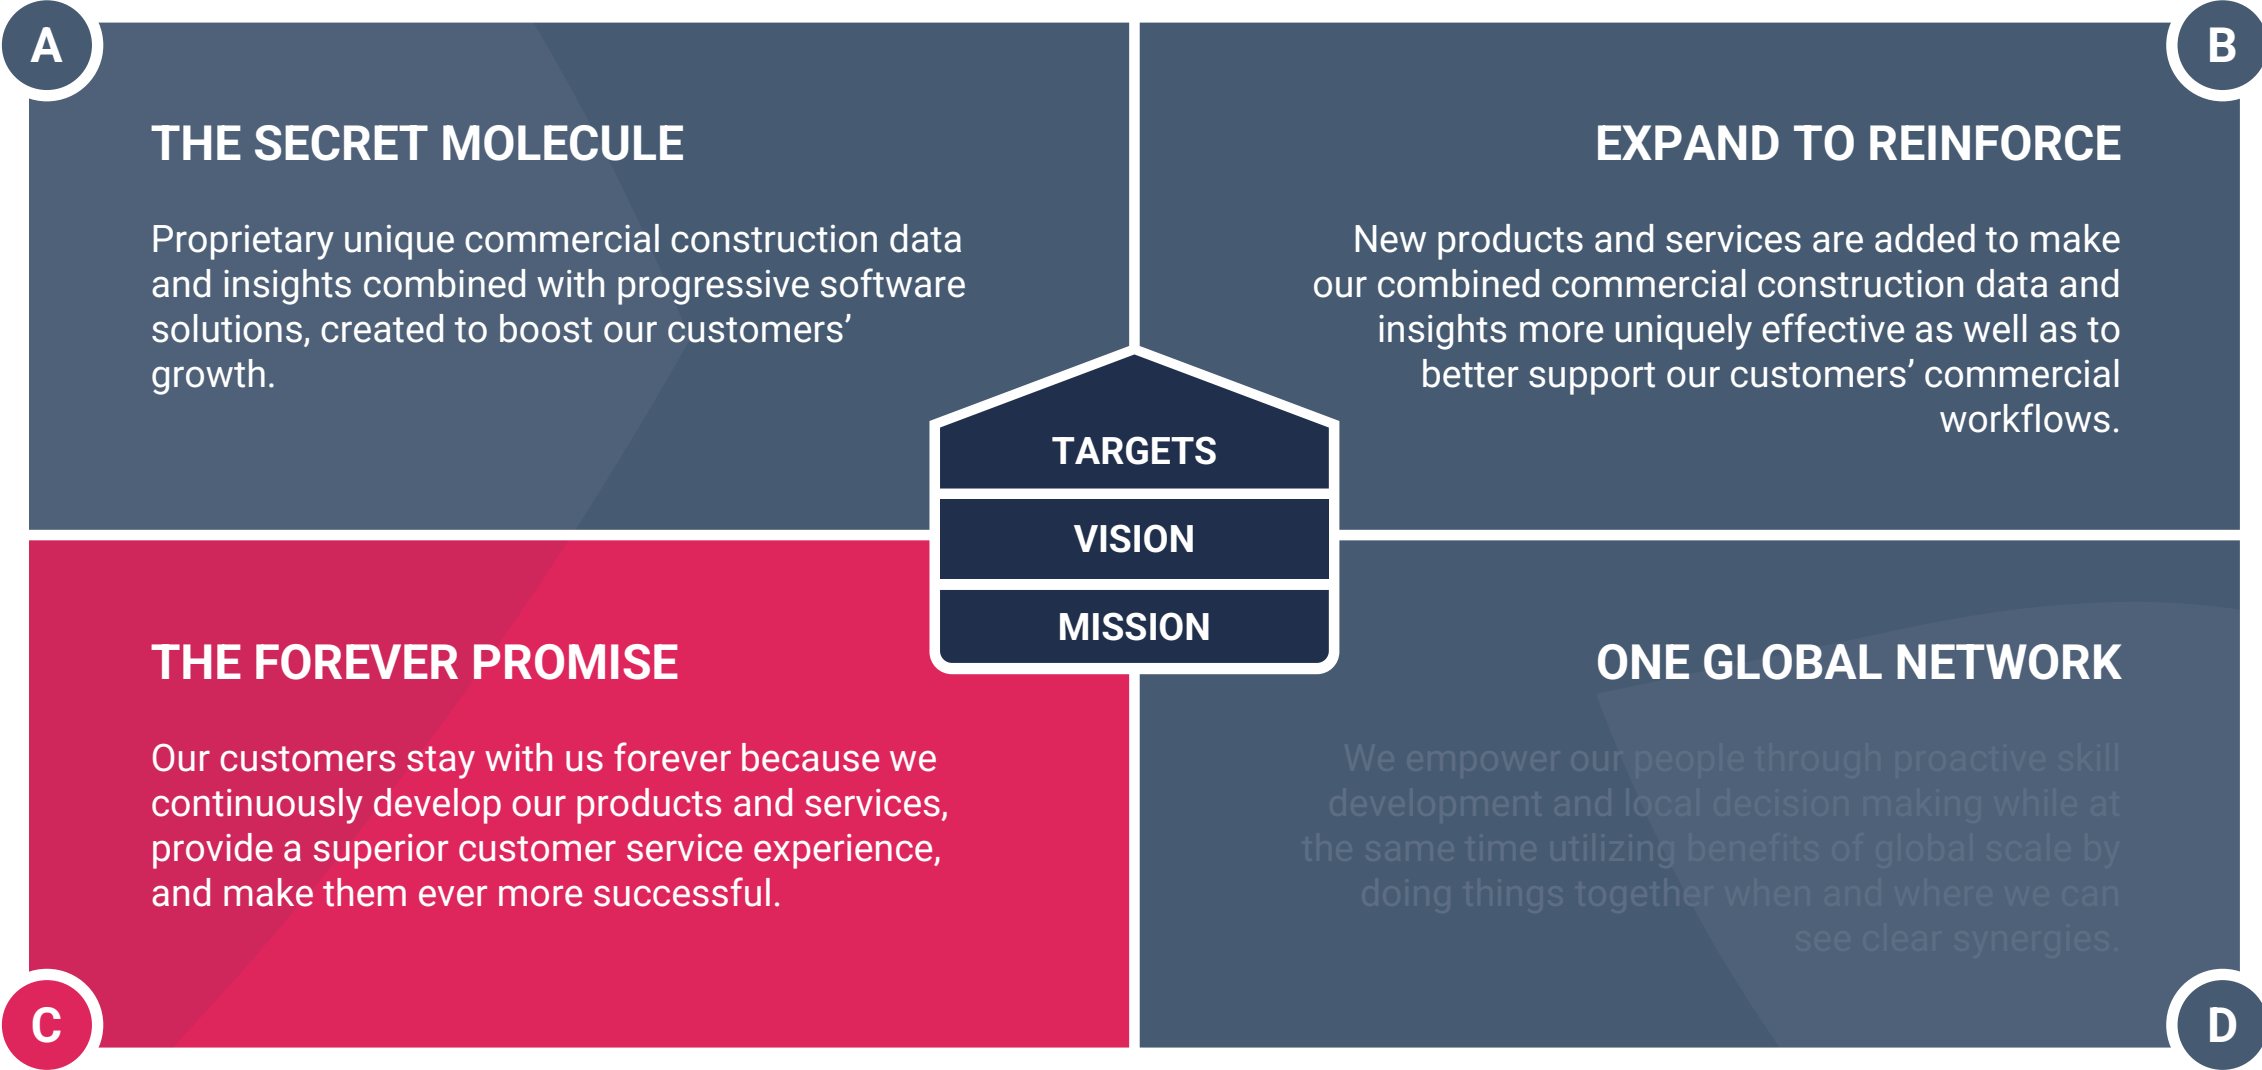 A
THE SECRET MOLECULE
Proprietary unique commercial construction data
and insights combined with progressive software
solutions, created to boost our customers’
growth.
B
EXPAND TO REINFORCE
New products and services are added to make
our combined commercial construction data and
insights more uniquely effective as well as to
better support our customers’ commercial
workflows.
TARGETS
VISION
MISSION
THE FOREVER PROMISE
Our customers stay with us forever because we
continuously develop our products and services,
provide a superior customer service experience,
and make them ever more successful.
C
ONE GLOBAL NETWORK
We empower our people through proactive skill
development and local decision making while at
the same time utilizing benefits of global scale by
doing things together when and where we can
see clear synergies.
D